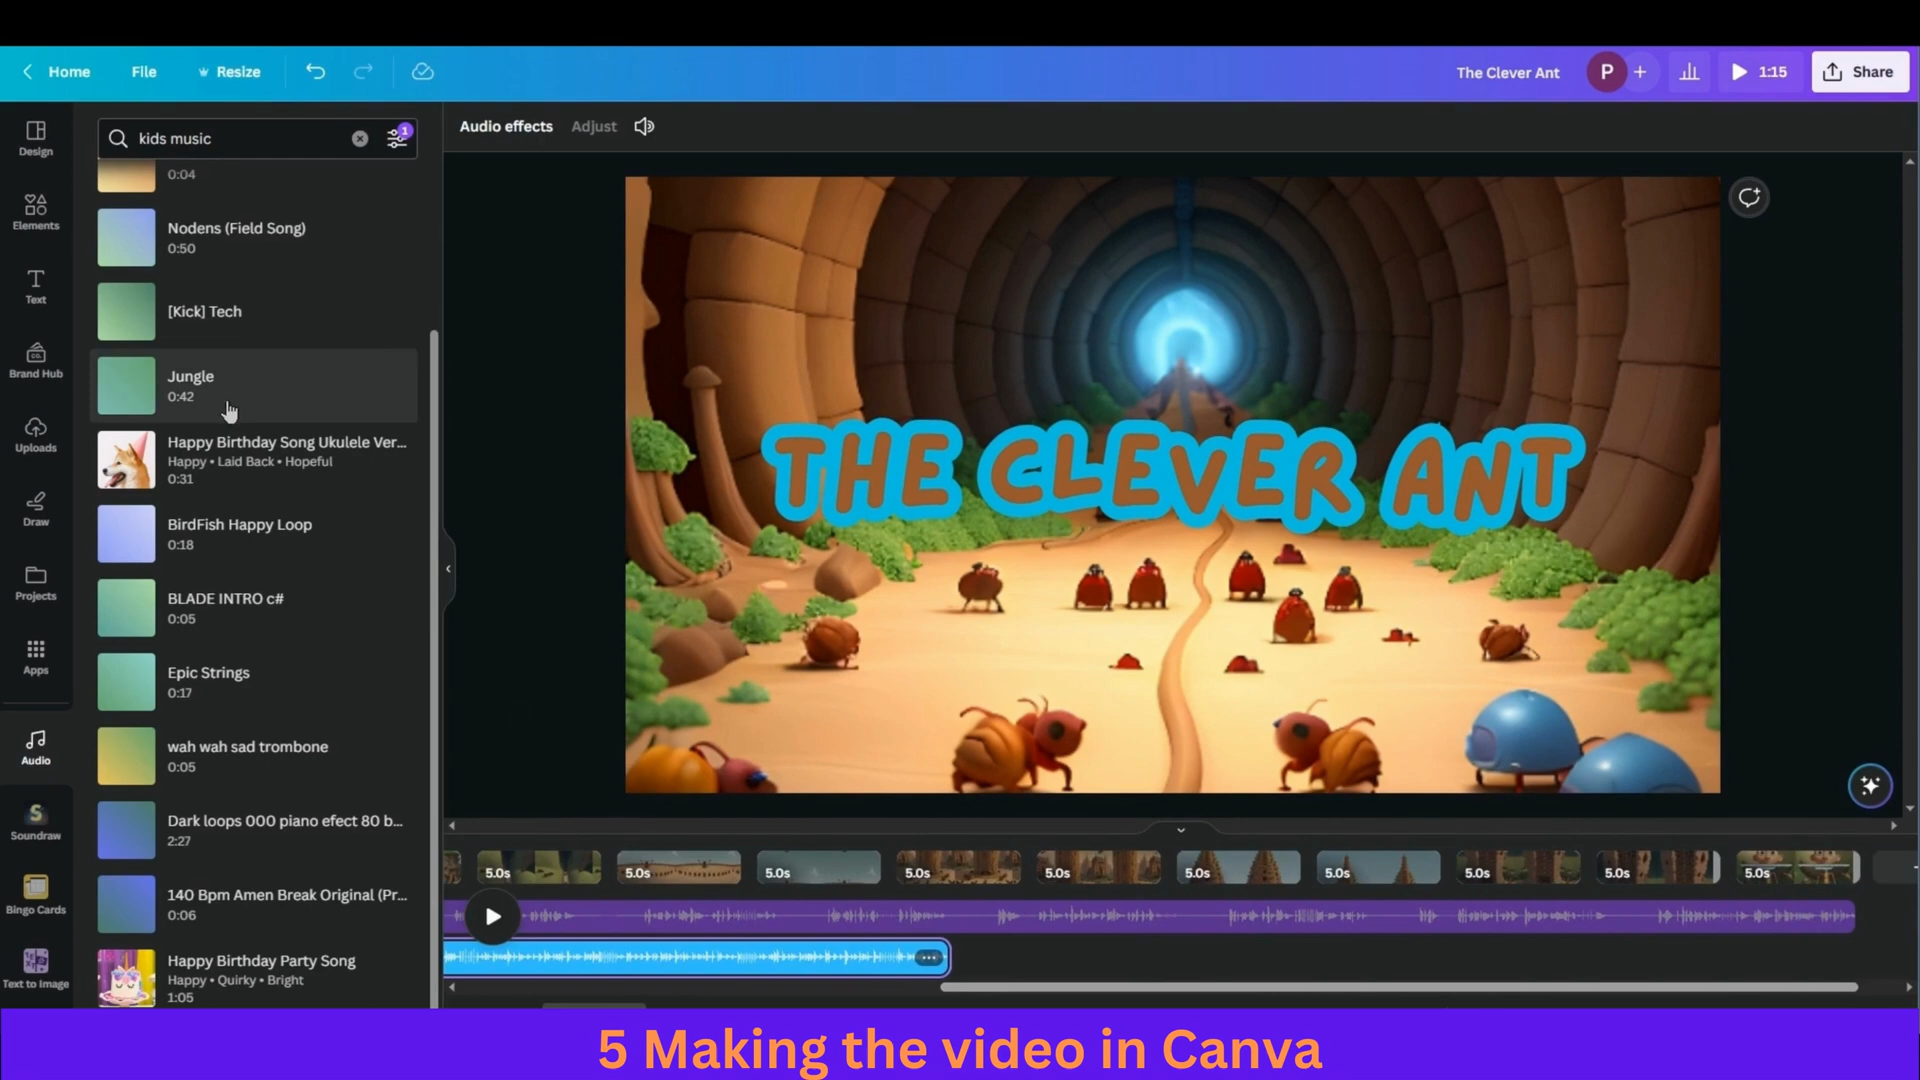 Home File Resize The Clever Ant P + 1:15 Share
Design
Elements
Text
Brand Hub
Uploads
Draw
Projects
Apps
Audio
Soundraw
Bingo Cards
Text to Image
kids music 1
0:04
Nodens (Field Song)
0:50
[Kick] Tech
Jungle
0:42
Happy Birthday Song Ukulele Ver...
Happy • Laid Back • Hopeful
0:31
BirdFish Happy Loop
0:18
BLADE INTRO c#
0:05
Epic Strings
0:17
wah wah sad trombone
0:05
Dark loops 000 piano efect 80 b...
2:27
140 Bpm Amen Break Original (Pr...
0:06
Happy Birthday Party Song
Happy • Quirky • Bright
1:05
Audio effects Adjust
THE CLEVER ANT
5.0s 5.0s 5.0s 5.0s 5.0s 5.0s 5.0s 5.0s 5.0s 5.0s
5 Making the video in Canva